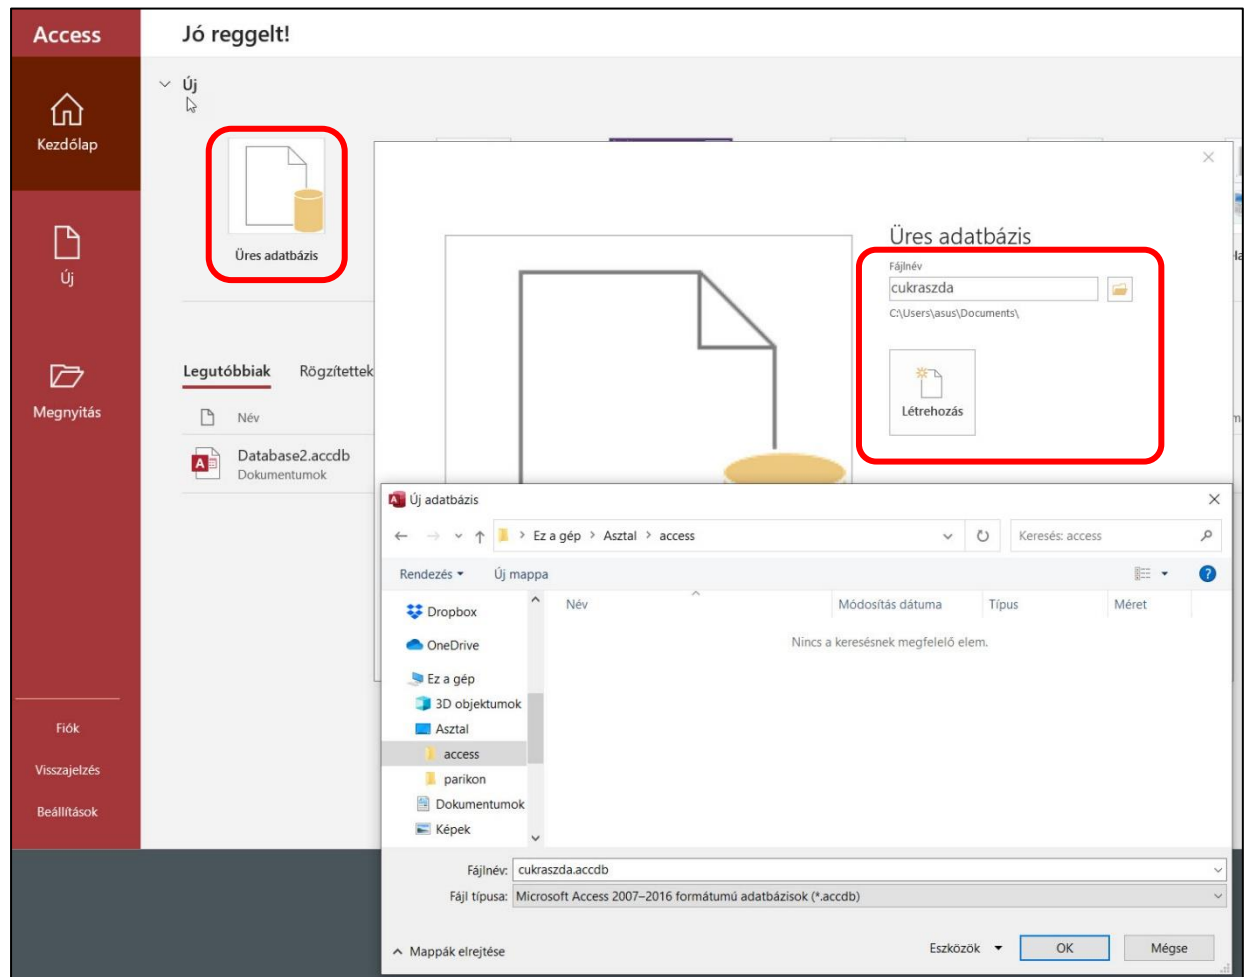 Access
Jó reggelt!
Új
Kezdőlap
Üres adatbázis
Új
Megnyitás
Legutóbbiak Rögzítettek
Név
Database2.accdb
Dokumentumok
Fiók
Visszajelzés
Beállítások
Üres adatbázis
Fájlnév
cukraszda
C:\Users\asus\Documents\
Létrehozás
Új adatbázis
Ez a gép > Asztal > access
Keresés: access
Rendezés Új mappa
Név Módosítás dátuma Típus Méret
Nincs a keresésnek megfelelő elem.
Dropbox
OneDrive
Ez a gép
3D objektumok
Asztal
access
parikon
Dokumentumok
Képek
Fájlnév: cukraszda.accdb
Fájl típusa: Microsoft Access 2007–2016 formátumú adatbázisok (*.accdb)
Mappák elrejtése
Eszközök OK Mégse